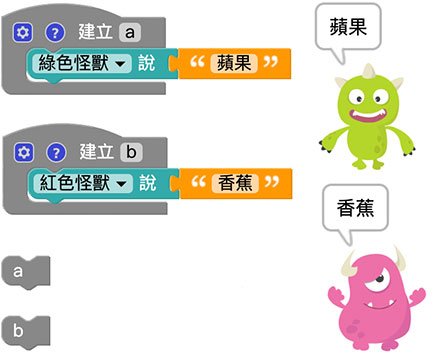 建立 a
綠色怪獸 說 “ 蘋果 ”
蘋果
建立 b
紅色怪獸 說 “ 香蕉 ”
香蕉
a
b